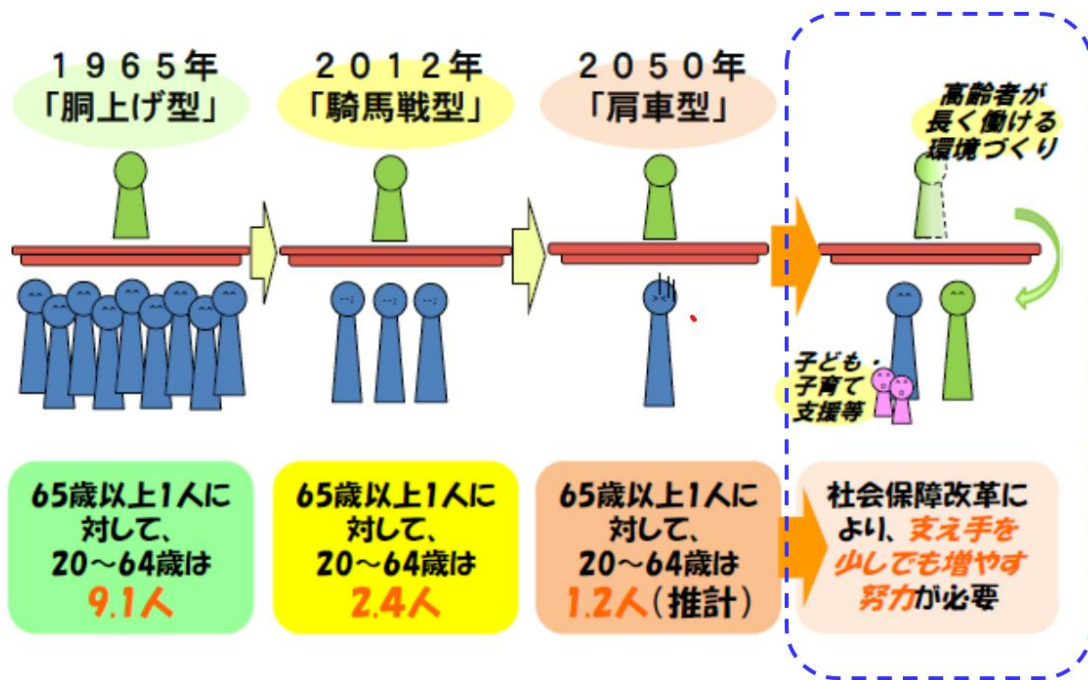 １９６５年
「胴上げ型」
２０１２年
「騎馬戦型」
２０５０年
「肩車型」
高齢者が
長く働ける
環境づくり
子ども・
子育て
支援等
65歳以上1人に
対して、
20～64歳は
9.1人
65歳以上1人に
対して、
20～64歳は
2.4人
65歳以上1人に
対して、
20～64歳は
1.2人(推計)
社会保障改革に
より、支え手を
少しでも増やす
努力が必要